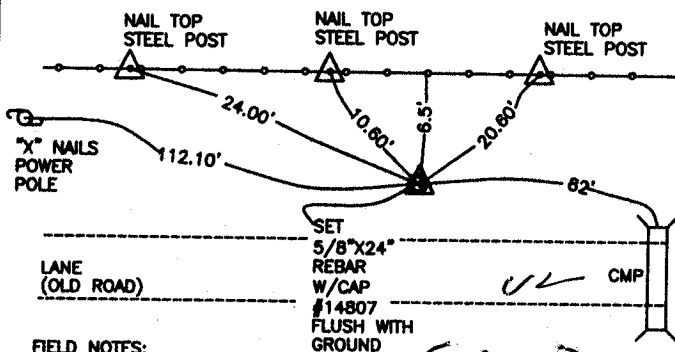 NAIL TOP
STEEL POST
NAIL TOP
STEEL POST
NAIL TOP
STEEL POST
24.00'
10.60'
6.5'
20.60'
"X" NAILS
POWER
POLE
112.10'
62'
SET
5/8"X24"
REBAR
W/CAP
#14807
FLUSH WITH
GROUND
LANE
(OLD ROAD)
CMP
FIELD NOTES: